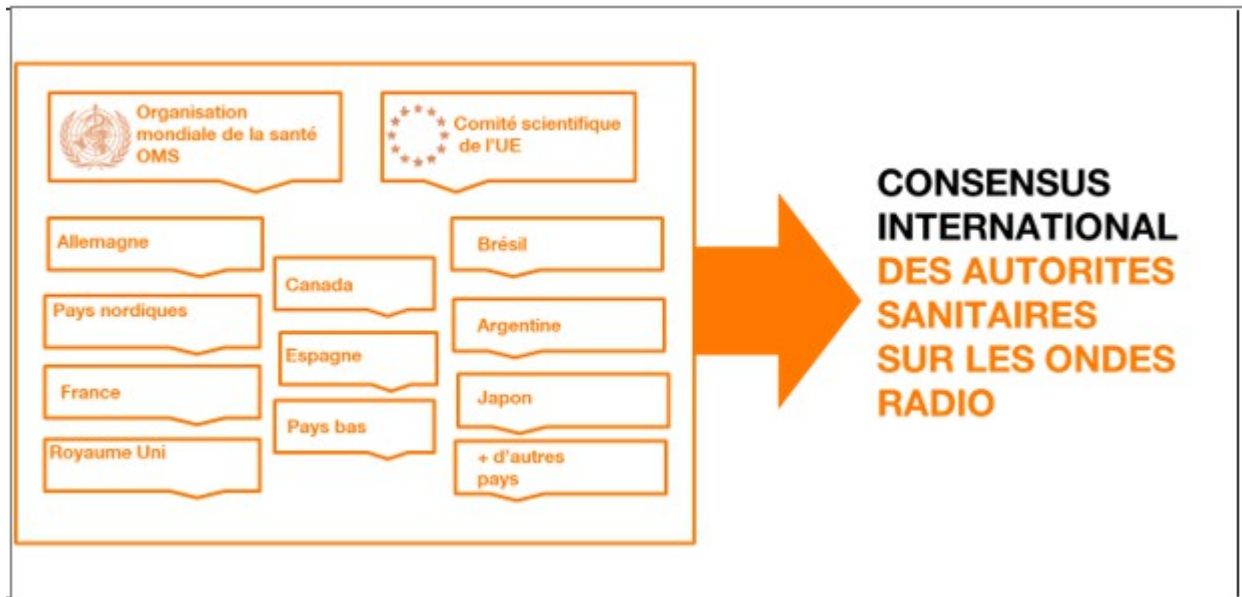 Organisation
mondiale de la santé
OMS
Comité scientifique
de l'UE
Allemagne
Pays nordiques
France
Royaume Uni
Canada
Espagne
Pays bas
Brésil
Argentine
Japon
+ d'autres
pays
CONSENSUS
INTERNATIONAL
DES AUTORITES
SANITAIRES
SUR LES ONDES
RADIO